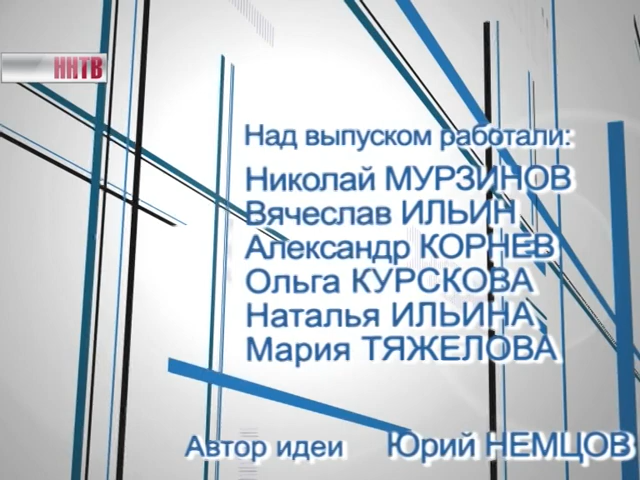 ННТВ
Над выпуском работали:
Николай МУРЗИНОВ
Вячеслав ИЛЬИН
Александр КОРНЕВ
Ольга КУРСКОВА
Наталья ИЛЬИНА
Мария ТЯЖЕЛОВА
Автор идеи Юрий НЕМЦОВ